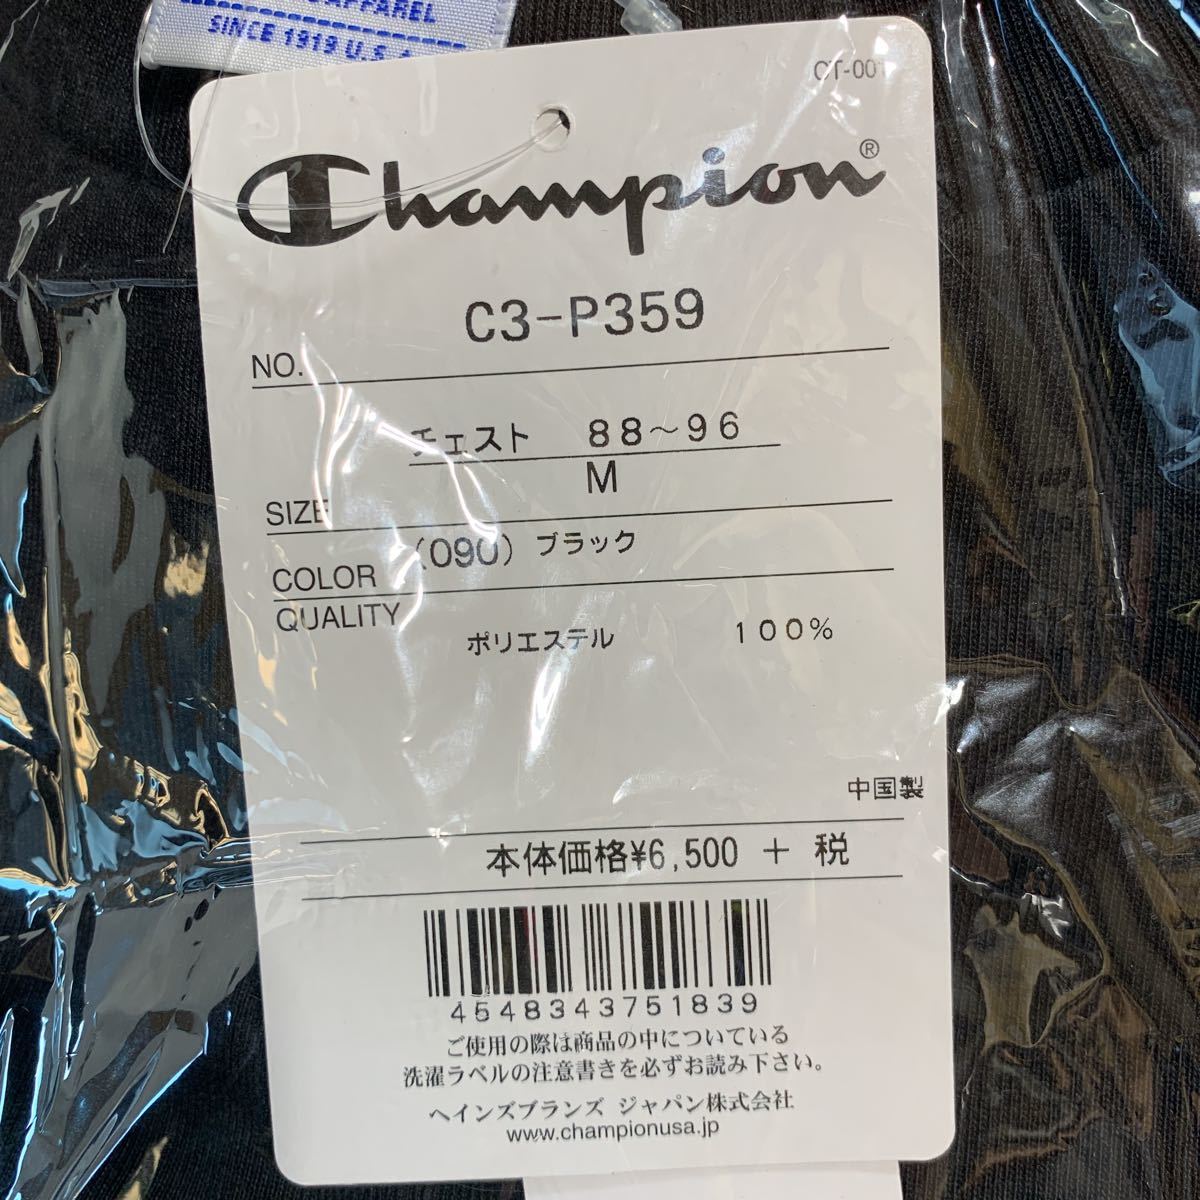 APPAREL
SINCE 1919 U.S.A
CT-001
Champion®
C3-P359
NO.
チェスト 88～96
M
SIZE
(090) ブラック
COLOR
QUALITY
ポリエステル 100%
中国製
本体価格¥6,500 + 税
4548343751839
ご使用の際は商品の中についている
洗濯ラベルの注意書きを必ずお読み下さい。
ヘインズブランズ ジャパン株式会社
www.championusa.jp